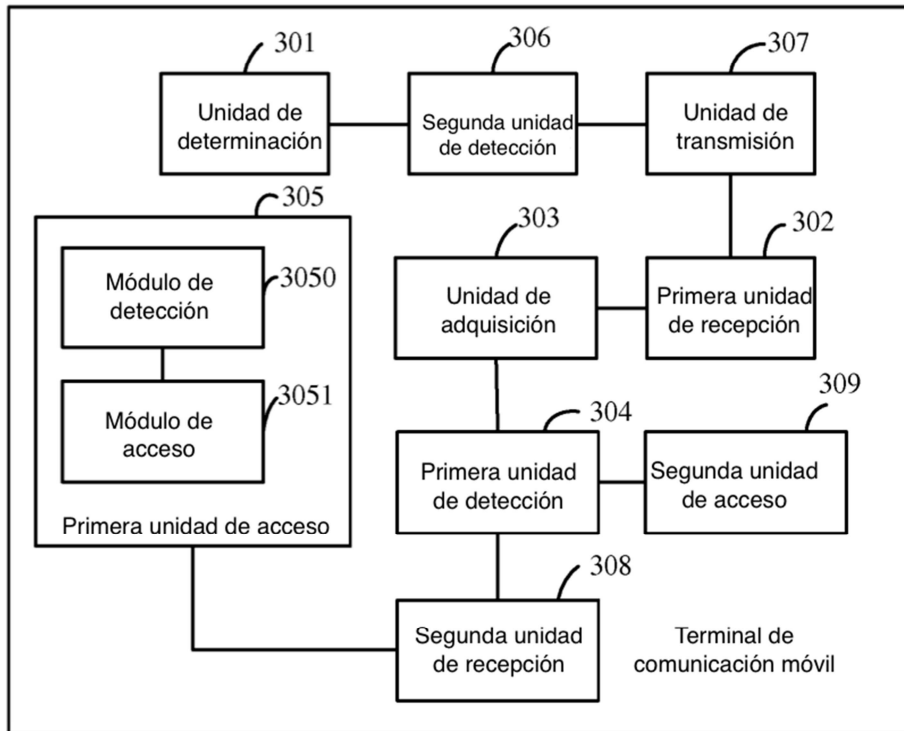 301
306
307
Unidad de
determinación
Segunda unidad
de detección
Unidad de
transmisión
305
303
302
Módulo de
detección
3050
Unidad de
adquisición
Primera unidad
de recepción
Módulo de
acceso
3051
304
309
Primera unidad
de detección
Segunda unidad
de acceso
Primera unidad de acceso
308
Segunda unidad
de recepción
Terminal de
comunicación móvil